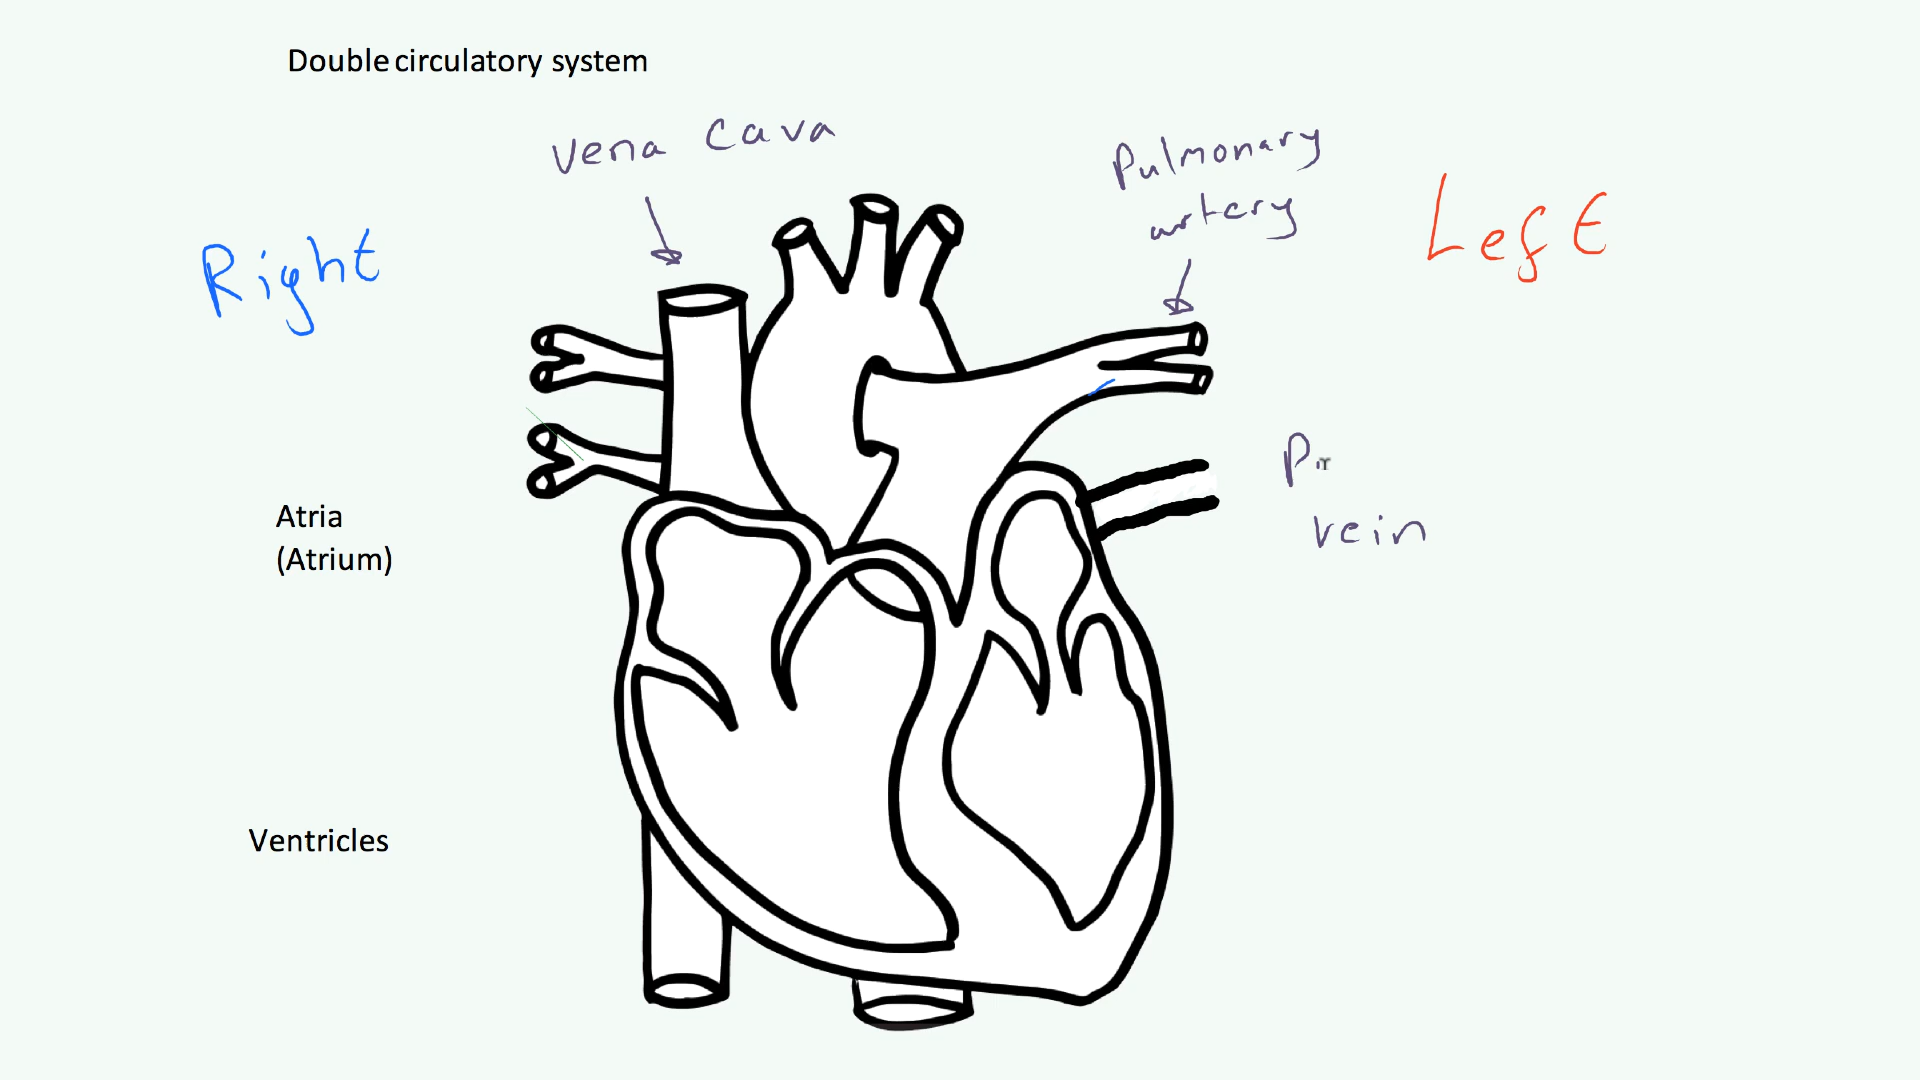 Double circulatory system
Vena Cava
Pulmonary
artery
Right
Left
P
vein
Atria
(Atrium)
Ventricles